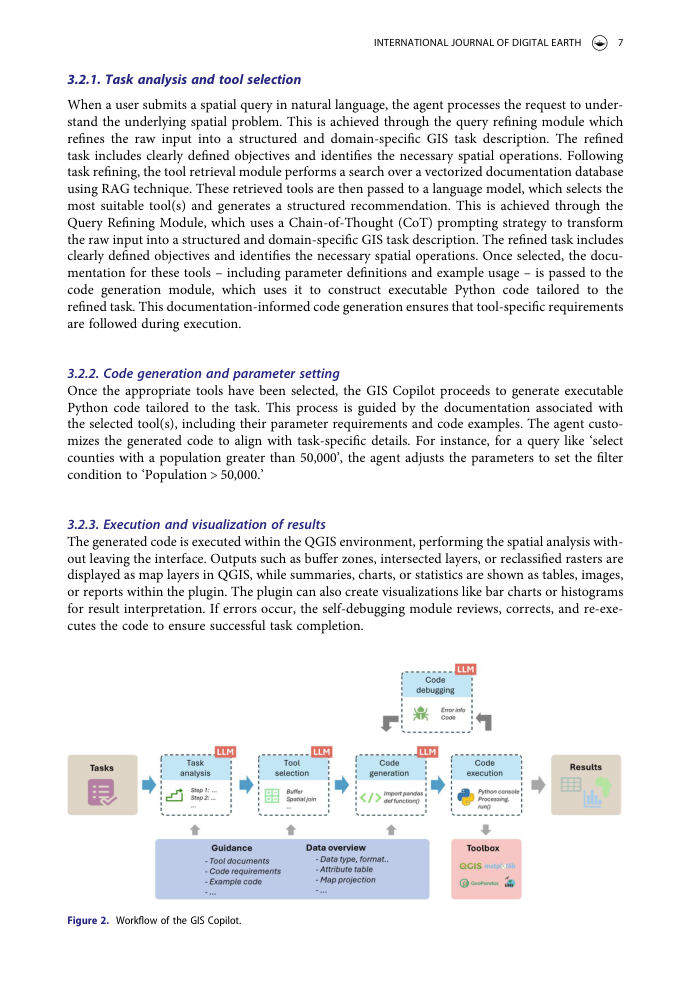 INTERNATIONAL JOURNAL OF DIGITAL EARTH 7
3.2.1. Task analysis and tool selection
When a user submits a spatial query in natural language, the agent processes the request to under-
stand the underlying spatial problem. This is achieved through the query refining module which
refines the raw input into a structured and domain-specific GIS task description. The refined
task includes clearly defined objectives and identifies the necessary spatial operations. Following
task refining, the tool retrieval module performs a search over a vectorized documentation database
using RAG technique. These retrieved tools are then passed to a language model, which selects the
most suitable tool(s) and generates a structured recommendation. This is achieved through the
Query Refining Module, which uses a Chain-of-Thought (CoT) prompting strategy to transform
the raw input into a structured and domain-specific GIS task description. The refined task includes
clearly defined objectives and identifies the necessary spatial operations. Once selected, the docu-
mentation for these tools – including parameter definitions and example usage – is passed to the
code generation module, which uses it to construct executable Python code tailored to the
refined task. This documentation-informed code generation ensures that tool-specific requirements
are followed during execution.
3.2.2. Code generation and parameter setting
Once the appropriate tools have been selected, the GIS Copilot proceeds to generate executable
Python code tailored to the task. This process is guided by the documentation associated with
the selected tool(s), including their parameter requirements and code examples. The agent custo-
mizes the generated code to align with task-specific details. For instance, for a query like ‘select
counties with a population greater than 50,000’, the agent adjusts the parameters to set the filter
condition to ‘Population > 50,000.’
3.2.3. Execution and visualization of results
The generated code is executed within the QGIS environment, performing the spatial analysis with-
out leaving the interface. Outputs such as buffer zones, intersected layers, or reclassified rasters are
displayed as map layers in QGIS, while summaries, charts, or statistics are shown as tables, images,
or reports within the plugin. The plugin can also create visualizations like bar charts or histograms
for result interpretation. If errors occur, the self-debugging module reviews, corrects, and re-exe-
cutes the code to ensure successful task completion.
LLM
Code
debugging
Error info
Code
Tasks
LLM
Task
analysis
Step 1: ...
Step 2: ...
...
LLM
Tool
selection
Buffer
Spatial join
...
LLM
Code
generation
</>
Import pandas
def function()
Code
execution
Python console
Processing.
run()
Results
Guidance
- Tool documents
- Code requirements
- Example code
- ...
Data overview
- Data type, format..
- Attribute table
- Map projection
- ...
Toolbox
QGIS matplotlib
GeoPandas
Figure 2. Workflow of the GIS Copilot.